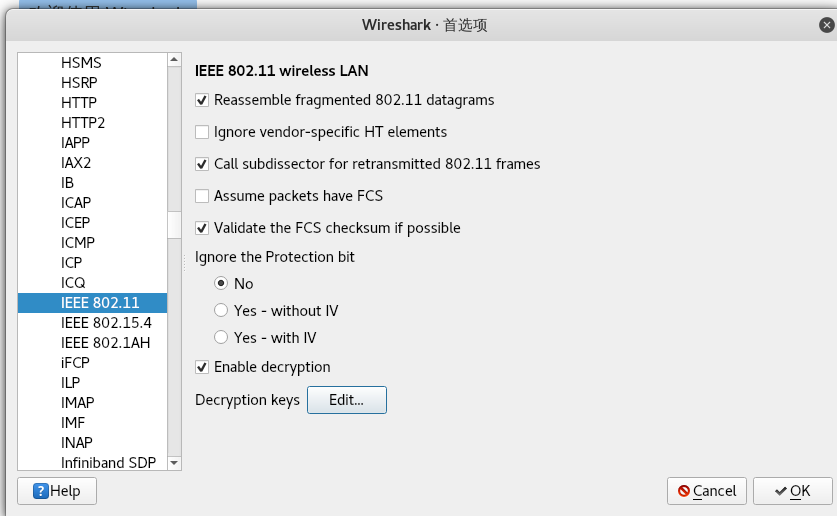 Wireshark · 首选项
HSMS
HSRP
HTTP
HTTP2
IAPP
IAX2
IB
ICAP
ICEP
ICMP
ICP
ICQ
IEEE 802.11
IEEE 802.15.4
IEEE 802.1AH
iFCP
ILP
IMAP
IMF
INAP
Infiniband SDP
IEEE 802.11 wireless LAN
Reassemble fragmented 802.11 datagrams
Ignore vendor-specific HT elements
Call subdissector for retransmitted 802.11 frames
Assume packets have FCS
Validate the FCS checksum if possible
Ignore the Protection bit
No
Yes - without IV
Yes - with IV
Enable decryption
Decryption keys Edit...
Help Cancel OK